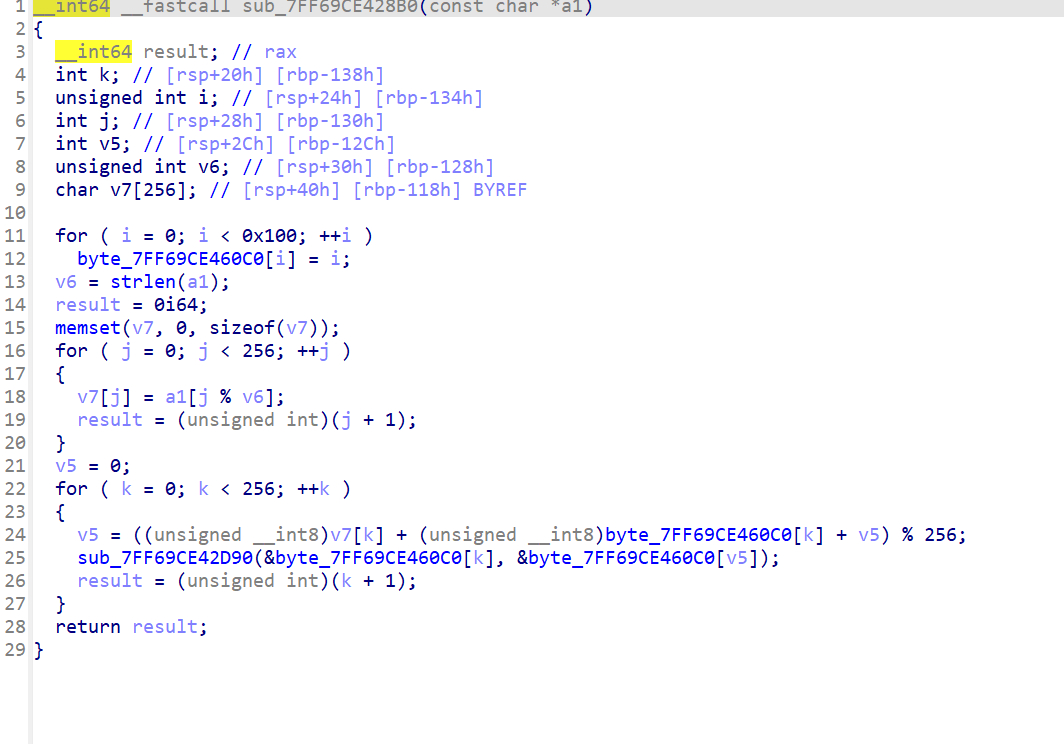 1 __int64 __fastcall sub_7FF69CE428B0(const char *a1)
2 {
3   __int64 result; // rax
4   int k; // [rsp+20h] [rbp-138h]
5   unsigned int i; // [rsp+24h] [rbp-134h]
6   int j; // [rsp+28h] [rbp-130h]
7   int v5; // [rsp+2Ch] [rbp-12Ch]
8   unsigned int v6; // [rsp+30h] [rbp-128h]
9   char v7[256]; // [rsp+40h] [rbp-118h] BYREF
10
11   for ( i = 0; i < 0x100; ++i )
12     byte_7FF69CE460C0[i] = i;
13   v6 = strlen(a1);
14   result = 0i64;
15   memset(v7, 0, sizeof(v7));
16   for ( j = 0; j < 256; ++j )
17   {
18     v7[j] = a1[j % v6];
19     result = (unsigned int)(j + 1);
20   }
21   v5 = 0;
22   for ( k = 0; k < 256; ++k )
23   {
24     v5 = ((unsigned __int8)v7[k] + (unsigned __int8)byte_7FF69CE460C0[k] + v5) % 256;
25     sub_7FF69CE42D90(&byte_7FF69CE460C0[k], &byte_7FF69CE460C0[v5]);
26     result = (unsigned int)(k + 1);
27   }
28   return result;
29 }